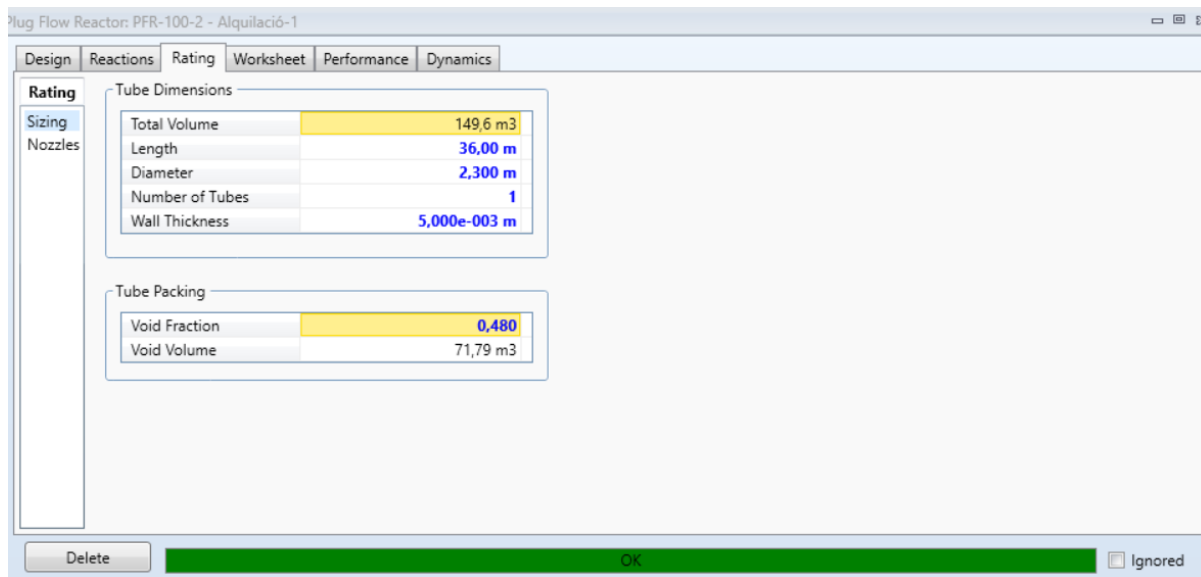 Plug Flow Reactor: PFR-100-2 - Alquilació-1
Design Reactions Rating Worksheet Performance Dynamics
Rating
Sizing
Nozzles
Tube Dimensions
Total Volume 149,6 m3
Length 36,00 m
Diameter 2,300 m
Number of Tubes 1
Wall Thickness 5,000e-003 m
Tube Packing
Void Fraction 0,480
Void Volume 71,79 m3
Delete OK Ignored